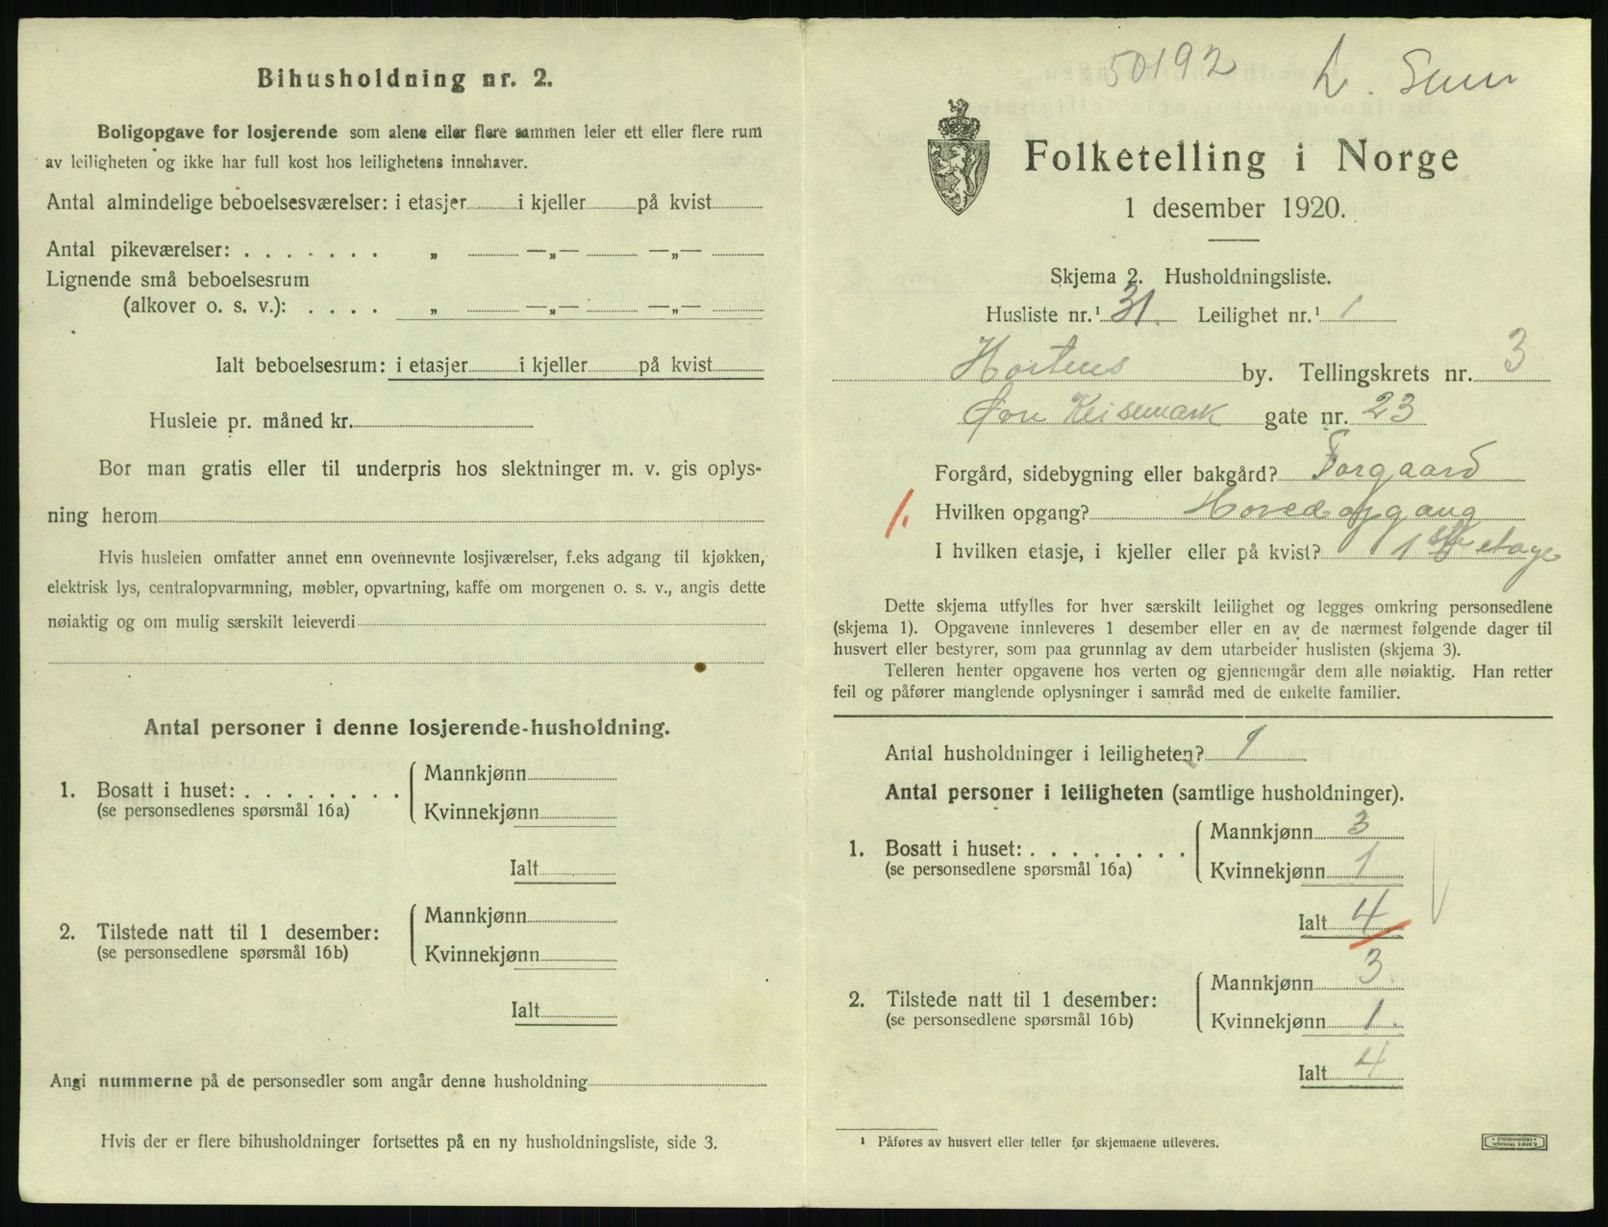 Bihusholdning nr. 2.
Boligopgave for losjerende som alene eller flere sammen leier ett eller flere rum
av leiligheten og ikke har full kost hos leilighetens innehaver.
Antal almindelige beboelsesværelser: i etasjer i kjeller på kvist
Antal pikeværelser: . . . . . . . „ —„— —„—
Lignende små beboelsesrum
(alkover o. s. v.): . . . . „ —„— —„—
Ialt beboelsesrum: i etasjer i kjeller på kvist
Husleie pr. måned kr.
Bor man gratis eller til underpris hos slektninger m. v. gis oplys-
ning herom
Hvis husleien omfatter annet enn ovennevnte losjiværelser, f.eks adgang til kjøkken,
elektrisk lys, centralopvarmning, møbler, opvartning, kaffe om morgenen o. s. v., angis dette
nøiaktig og om mulig særskilt leieverdi
Antal personer i denne losjerende-husholdning.
1. Bosatt i huset: . . . . . . . .
(se personsedlenes spørsmål 16a)
Mannkjønn
Kvinnekjønn
Ialt
2. Tilstede natt til 1 desember:
(se personsedlene spørsmål 16b)
Mannkjønn
Kvinnekjønn
Ialt
Angi nummerne på de personsedler som angår denne husholdning
Hvis der er flere bihusholdninger fortsettes på en ny husholdningsliste, side 3.
50192
Folketelling i Norge
1 desember 1920.
Skjema 2. Husholdningsliste.
Husliste nr.¹ 31. Leilighet nr.¹ 1
Hortens by. Tellingskrets nr. 3
Øvre Keisemark gate nr. 23
Forgård, sidebygning eller bakgård? Forgaard
1. Hvilken opgang? Hovedopgang
I hvilken etasje, i kjeller eller på kvist? 1ste etage
Dette skjema utfylles for hver særskilt leilighet og legges omkring personsedlene
(skjema 1). Opgavene innleveres 1 desember eller en av de nærmest følgende dager til
husvert eller bestyrer, som paa grunnlag av dem utarbeider huslisten (skjema 3).
Telleren henter opgavene hos verten og gjennemgår dem alle nøiaktig. Han retter
feil og påfører manglende oplysninger i samråd med de enkelte familier.
Antal husholdninger i leiligheten? 1
Antal personer i leiligheten (samtlige husholdninger).
1. Bosatt i huset: . . . . . . . .
(se personsedlene spørsmål 16a)
Mannkjønn 3
Kvinnekjønn 1
Ialt 4
2. Tilstede natt til 1 desember:
(se personsedlene spørsmål 16b)
Mannkjønn 3.
Kvinnekjønn 1.
Ialt 4
¹ Påføres av husvert eller teller før skjemaene utleveres.